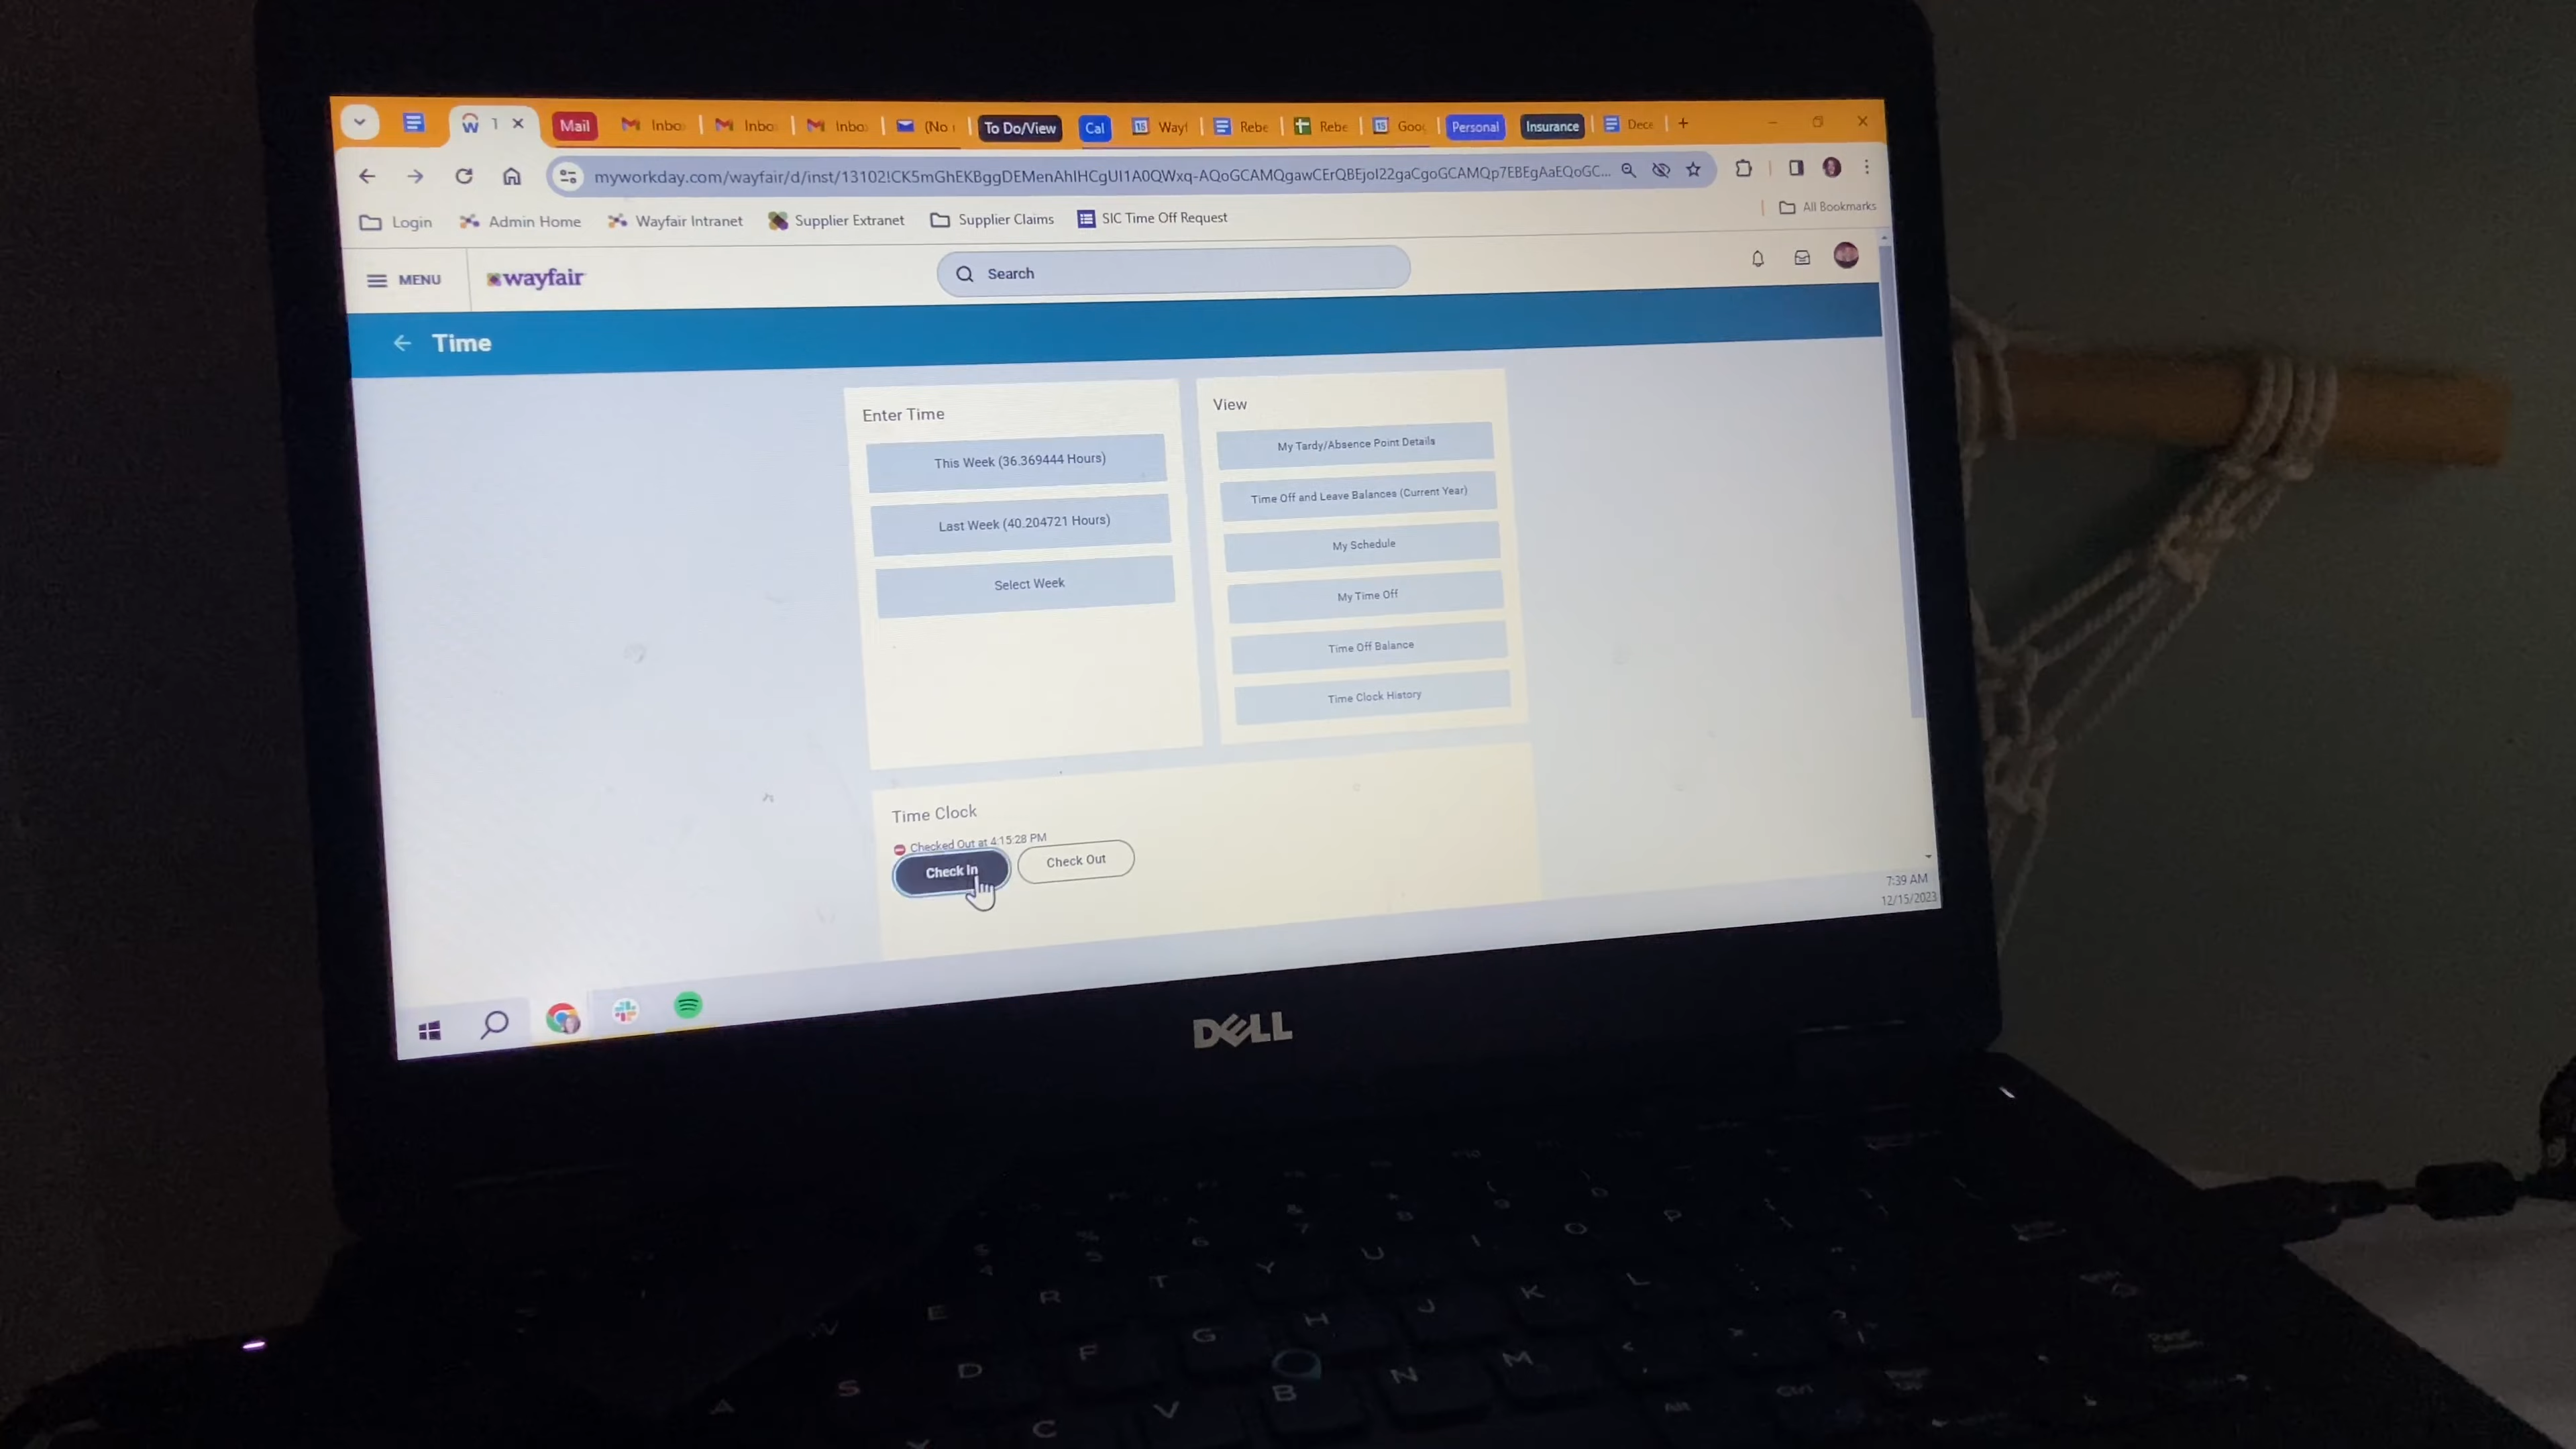 1
Mail
Inbo
Inbo
Inbo
(No
To Do/View
Cal
Wayf
Rebe
Rebe
Goog
Personal
Insurance
Dece
myworkday.com/wayfair/d/inst/
Login
Admin Home
Wayfair Intranet
Supplier Extranet
Supplier Claims
SIC Time Off Request
All Bookmarks
MENU
wayfair
Search
Time
Enter Time
This Week (36.369444 Hours)
Last Week (40.204721 Hours)
Select Week
View
My Tardy/Absence Point Details
Time Off and Leave Balances (Current Year)
My Schedule
My Time Off
Time Off Balance
Time Clock History
Time Clock
Checked Out at 4:15:28 PM
Check In
Check Out
7:39 AM
12/15/2023
DELL
E R T Y U I O P
A S D F G H J K L
C V B N M